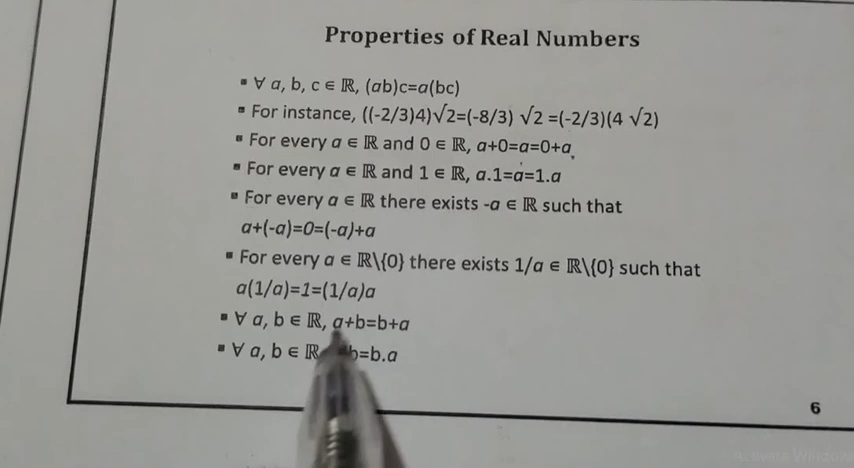 Properties of Real Numbers
▪ ∀ a, b, c ∈ ℝ, (ab)c=a(bc)
▪ For instance, ((-2/3)4)√2=(-8/3) √2 =(-2/3)(4 √2)
▪ For every a ∈ ℝ and 0 ∈ ℝ, a+0=a=0+a
▪ For every a ∈ ℝ and 1 ∈ ℝ, a.1=a=1.a
▪ For every a ∈ ℝ there exists -a ∈ ℝ such that
a+(-a)=0=(-a)+a
▪ For every a ∈ ℝ\{0} there exists 1/a ∈ ℝ\{0} such that
a(1/a)=1=(1/a)a
▪ ∀ a, b ∈ ℝ, a+b=b+a
▪ ∀ a, b ∈ ℝ b=b.a
6
Activate Windows